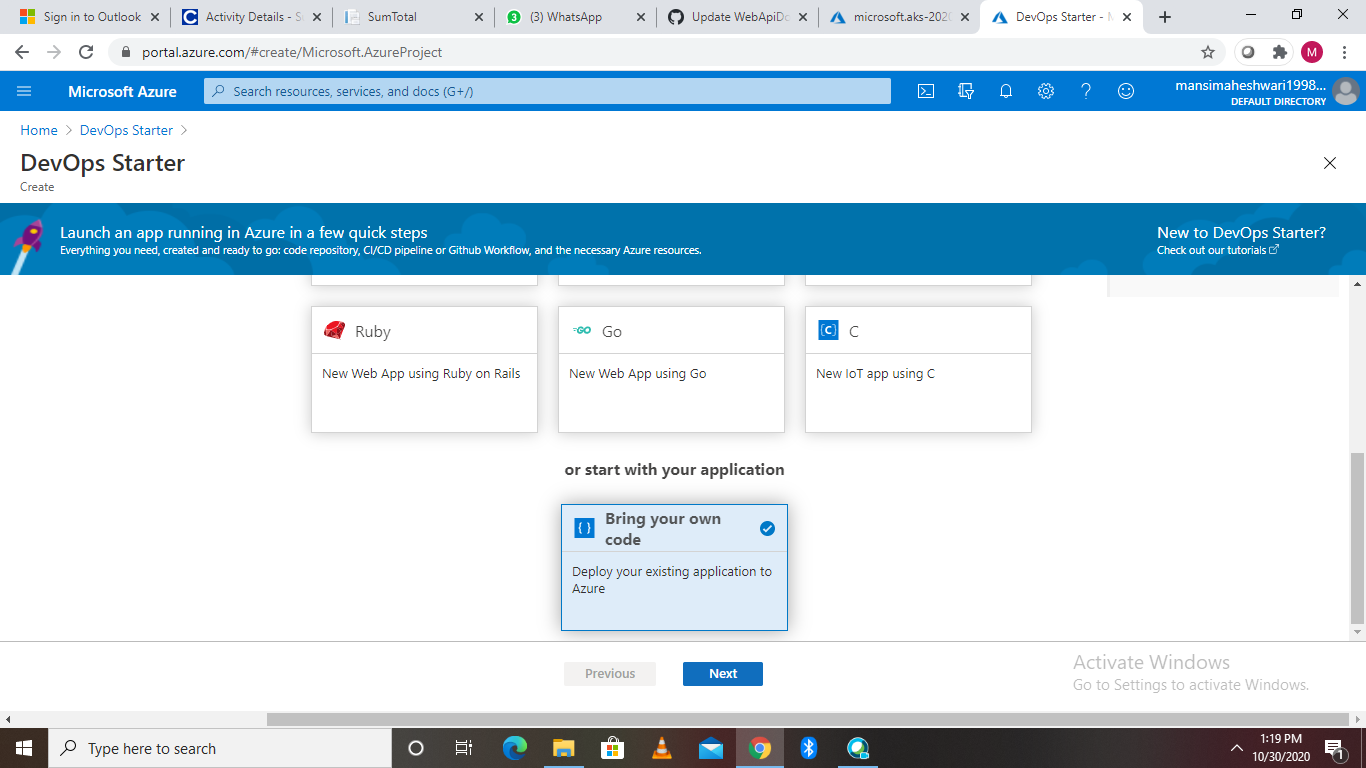 Sign in to Outlook
Activity Details - S
SumTotal
(3) WhatsApp
Update WebApiDo
microsoft.aks-2020
DevOps Starter - M
portal.azure.com/#create/Microsoft.AzureProject
M
Microsoft Azure
Search resources, services, and docs (G+/)
mansimaheshwari1998...
DEFAULT DIRECTORY
Home > DevOps Starter >
DevOps Starter
Create
Launch an app running in Azure in a few quick steps
Everything you need, created and ready to go: code repository, CI/CD pipeline or Github Workflow, and the necessary Azure resources.
New to DevOps Starter?
Check out our tutorials
Ruby
New Web App using Ruby on Rails
GO Go
New Web App using Go
{C} C
New IoT app using C
or start with your application
{ } Bring your own
code
Deploy your existing application to
Azure
Previous
Next
Activate Windows
Go to Settings to activate Windows.
Type here to search
1:19 PM
10/30/2020
1